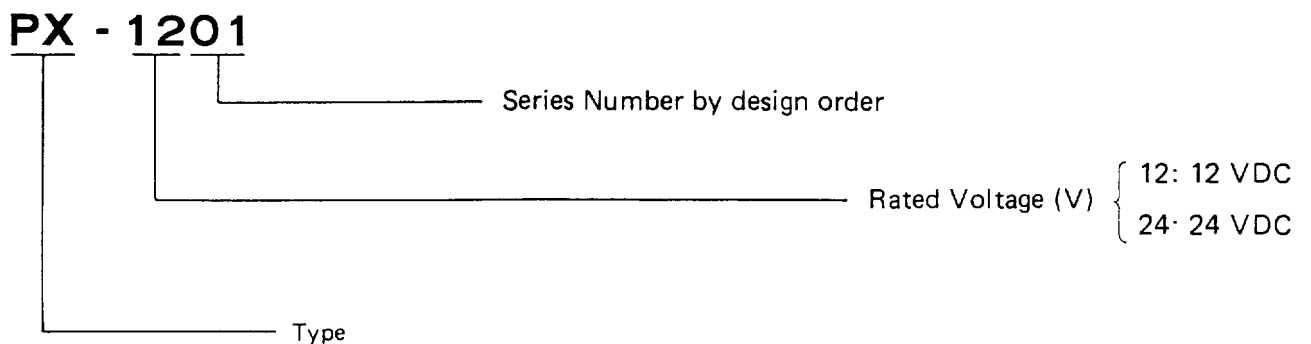 PX - 1201
Series Number by design order
Rated Voltage (V)
12: 12 VDC
24· 24 VDC
Type